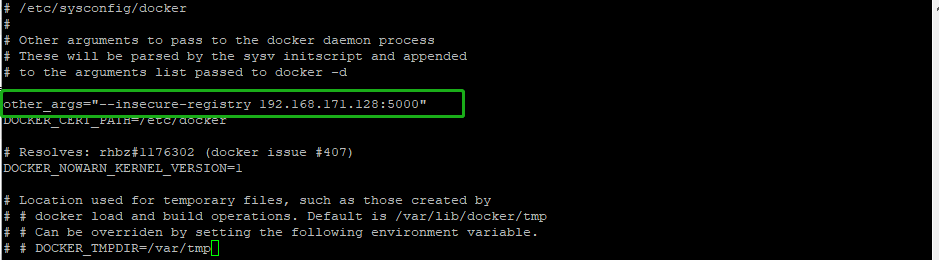 # /etc/sysconfig/docker
#
# Other arguments to pass to the docker daemon process
# These will be parsed by the sysv initscript and appended
# to the arguments list passed to docker -d
other_args="--insecure-registry 192.168.171.128:5000"
DOCKER_CERT_PATH=/etc/docker
# Resolves: rhbz#1176302 (docker issue #407)
DOCKER_NOWARN_KERNEL_VERSION=1
# Location used for temporary files, such as those created by
# # docker load and build operations. Default is /var/lib/docker/tmp
# # Can be overriden by setting the following environment variable.
# # DOCKER_TMPDIR=/var/tmp